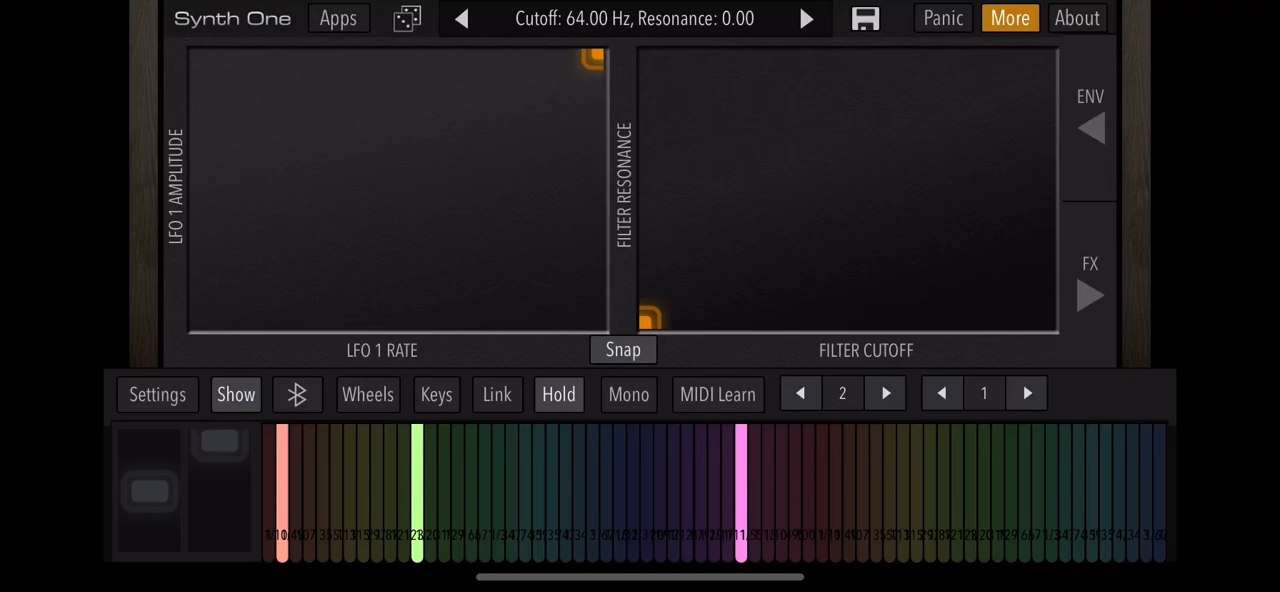 Synth One Apps Cutoff: 64.00 Hz, Resonance: 0.00 Panic More About
LFO 1 AMPLITUDE
FILTER RESONANCE
ENV
FX
LFO 1 RATE Snap FILTER CUTOFF
Settings Show Wheels Keys Link Hold Mono MIDI Learn 2 1